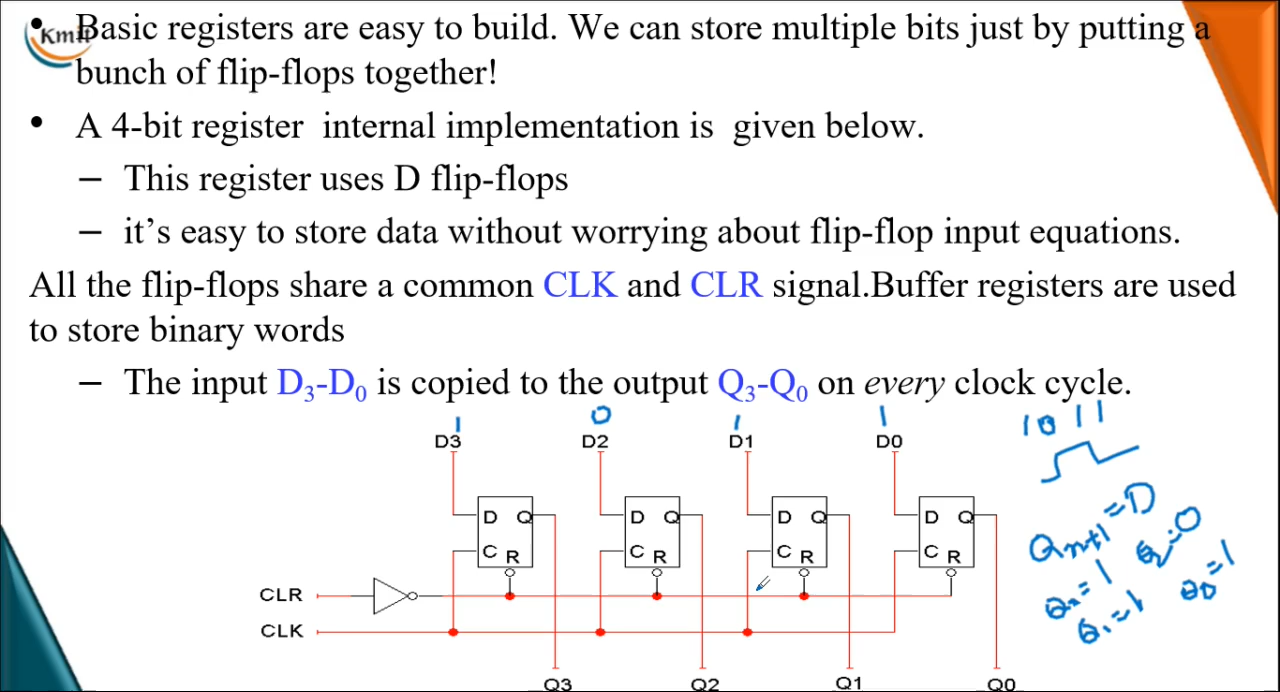 Kmit
• Basic registers are easy to build. We can store multiple bits just by putting a
bunch of flip-flops together!
• A 4-bit register internal implementation is given below.
– This register uses D flip-flops
– it’s easy to store data without worrying about flip-flop input equations.
All the flip-flops share a common CLK and CLR signal.Buffer registers are used
to store binary words
– The input D3-D0 is copied to the output Q3-Q0 on every clock cycle.
1 0 1 1 1011
D3 D2 D1 D0
D Q D Q D Q D Q
C R C R C R C R
Qn+1 = D
=0
=1
Q1=1
CLR
CLK
Q3 Q2 Q1 Q0